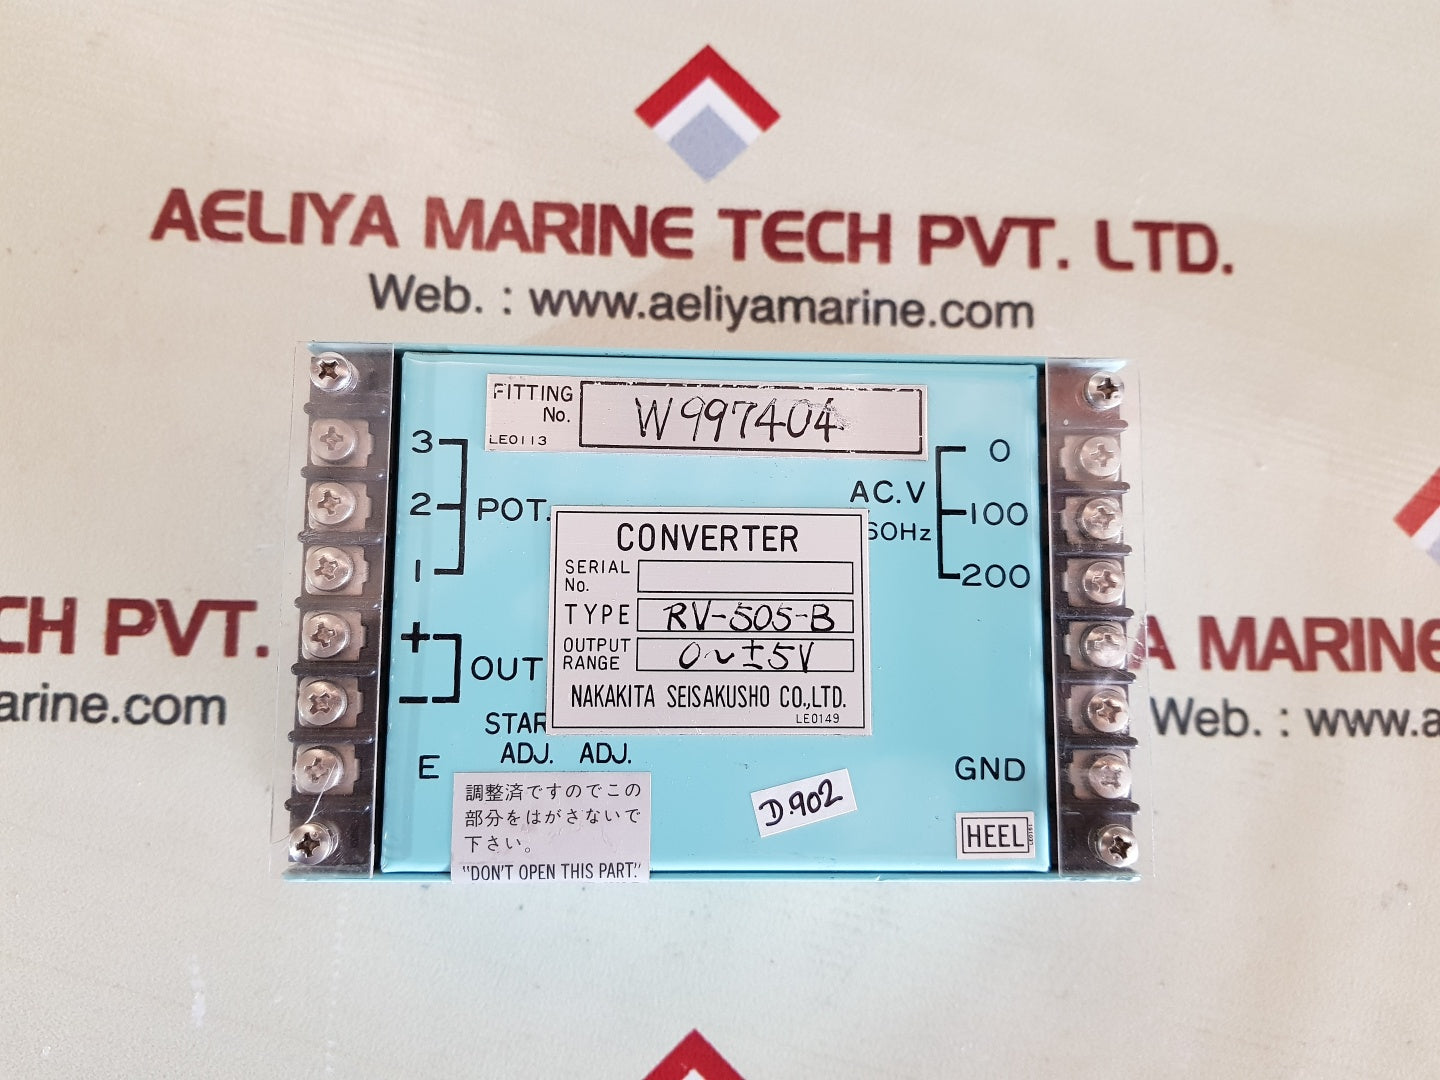 AELIYA MARINE TECH PVT. LTD.
Web. : www.aeliyamarine.com
FITTING No. W997404
LE0113
3
2
1
POT.
+
OUT
START
ADJ. ADJ.
E
AC.V
60Hz
0
100
200
GND
CONVERTER
SERIAL No.
TYPE RV-505-B
OUTPUT RANGE 0~±5V
NAKAKITA SEISAKUSHO CO.,LTD.
LE0149
調整済ですのでこの
部分をはがさないで
下さい。
"DON'T OPEN THIS PART."
D.902
HEEL
CH PVT.
arine.com
A MARINE
Web. : www.a